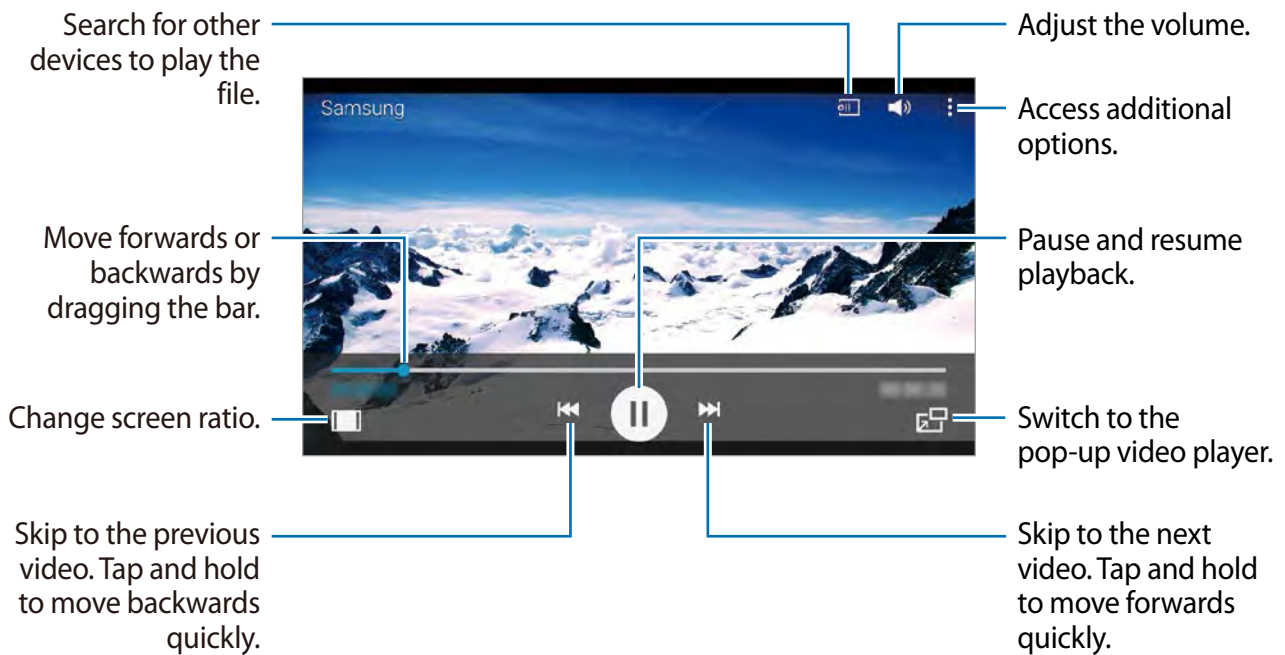 Search for other
devices to play the
file.
Adjust the volume.
Samsung
Access additional
options.
Move forwards or
backwards by
dragging the bar.
Pause and resume
playback.
Change screen ratio.
Switch to the
pop-up video player.
Skip to the previous
video. Tap and hold
to move backwards
quickly.
Skip to the next
video. Tap and hold
to move forwards
quickly.